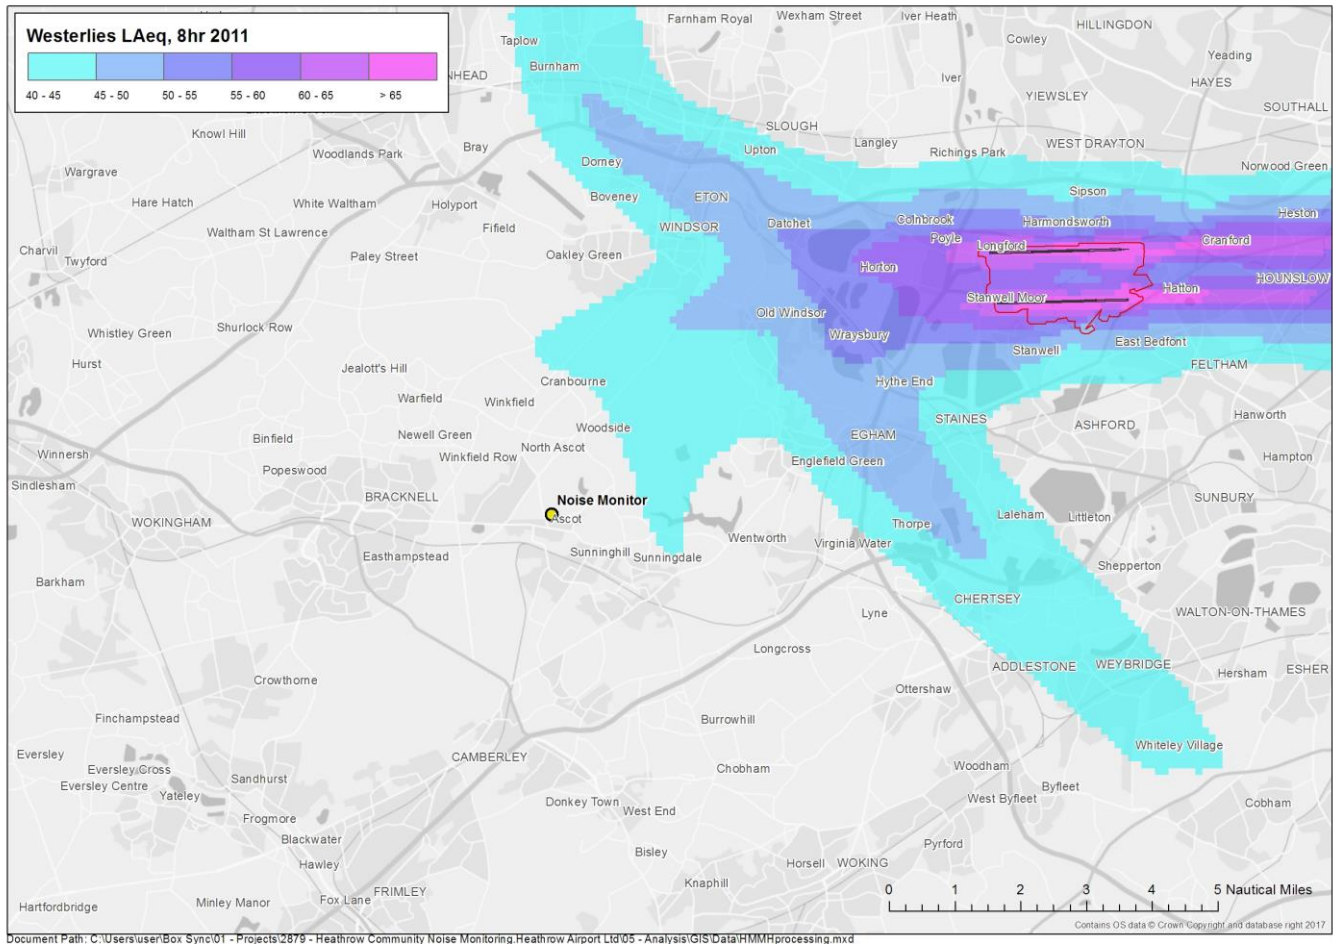 Westerlies LAeq, 8hr 2011
40 - 45 45 - 50 50 - 55 55 - 60 60 - 65 > 65
Farnham Royal
Wexham Street
Iver Heath
HILLINGDON
Taplow
Cowley
Yeading
Burnham
NHEAD
Iver
HAYES
YIEWSLEY
SOUTHALL
Knowl Hill
SLOUGH
Woodlands Park
Bray
Upton
Langley
Richings Park
WEST DRAYTON
Wargrave
Dorney
Norwood Green
Hare Hatch
White Waltham
Holyport
Boveney
ETON
Sipson
Waltham St Lawrence
Fifield
WINDSOR
Datchet
Colnbrook
Harmondsworth
Heston
Charvil
Twyford
Paley Street
Oakley Green
Poyle
Longford
Cranford
Horton
HOUNSLOW
Stanwell Moor
Hatton
Whistley Green
Shurlock Row
Old Windsor
Wraysbury
Hurst
Jealott's Hill
Stanwell
East Bedfont
FELTHAM
Cranbourne
Hythe End
Warfield
Winkfield
Hanworth
Woodside
STAINES
ASHFORD
Binfield
Newell Green
North Ascot
EGHAM
Winnersh
Popeswood
Winkfield Row
Englefield Green
Hampton
Sindlesham
BRACKNELL
Noise Monitor
Ascot
SUNBURY
WOKINGHAM
Thorpe
Laleham
Littleton
Easthampstead
Sunninghill
Sunningdale
Wentworth
Virginia Water
Shepperton
Barkham
CHERTSEY
WALTON-ON-THAMES
Lyne
Longcross
ADDLESTONE
WEYBRIDGE
Hersham
ESHER
Crowthorne
Ottershaw
Finchampstead
Burrowhill
Eversley
CAMBERLEY
Whiteley Village
Eversley Cross
Eversley Centre
Sandhurst
Chobham
Woodham
Yateley
Donkey Town
West End
West Byfleet
Byfleet
Cobham
Frogmore
Blackwater
Hawley
Bisley
Horsell
WOKING
Pyrford
Knaphill
FRIMLEY
Fox Lane
Minley Manor
Hartfordbridge
0 1 2 3 4 5 Nautical Miles
Contains OS data © Crown Copyright and database right 2017
Document Path: C:\Users\user\Box Sync\01 - Projects\2879 - Heathrow Community Noise Monitoring.Heathrow Airport Ltd\05 - Analysis\GIS\Data\HMMHprocessing.mxd